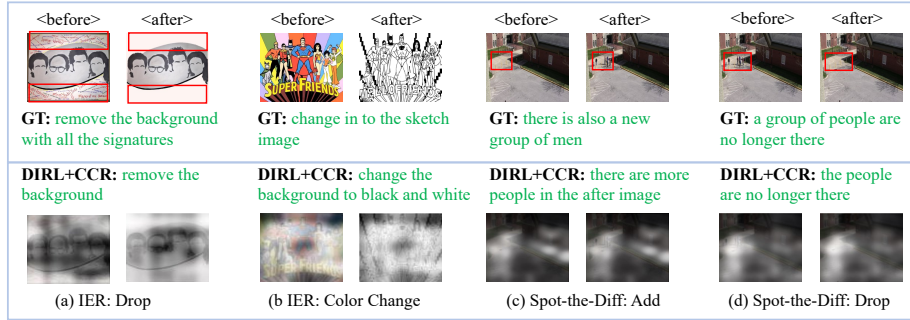 <before> <after> <before> <after> <before> <after> <before> <after>
SUPER FRIENDS
GT: remove the background
with all the signatures
GT: change in to the sketch
image
GT: there is also a new
group of men
GT: a group of people are
no longer there
DIRL+CCR: remove the
background
DIRL+CCR: change the
background to black and white
DIRL+CCR: there are more
people in the after image
DIRL+CCR: the people
are no longer there
SUPER FRIENDS
(a) IER: Drop
(b IER: Color Change
(c) Spot-the-Diff: Add
(d) Spot-the-Diff: Drop